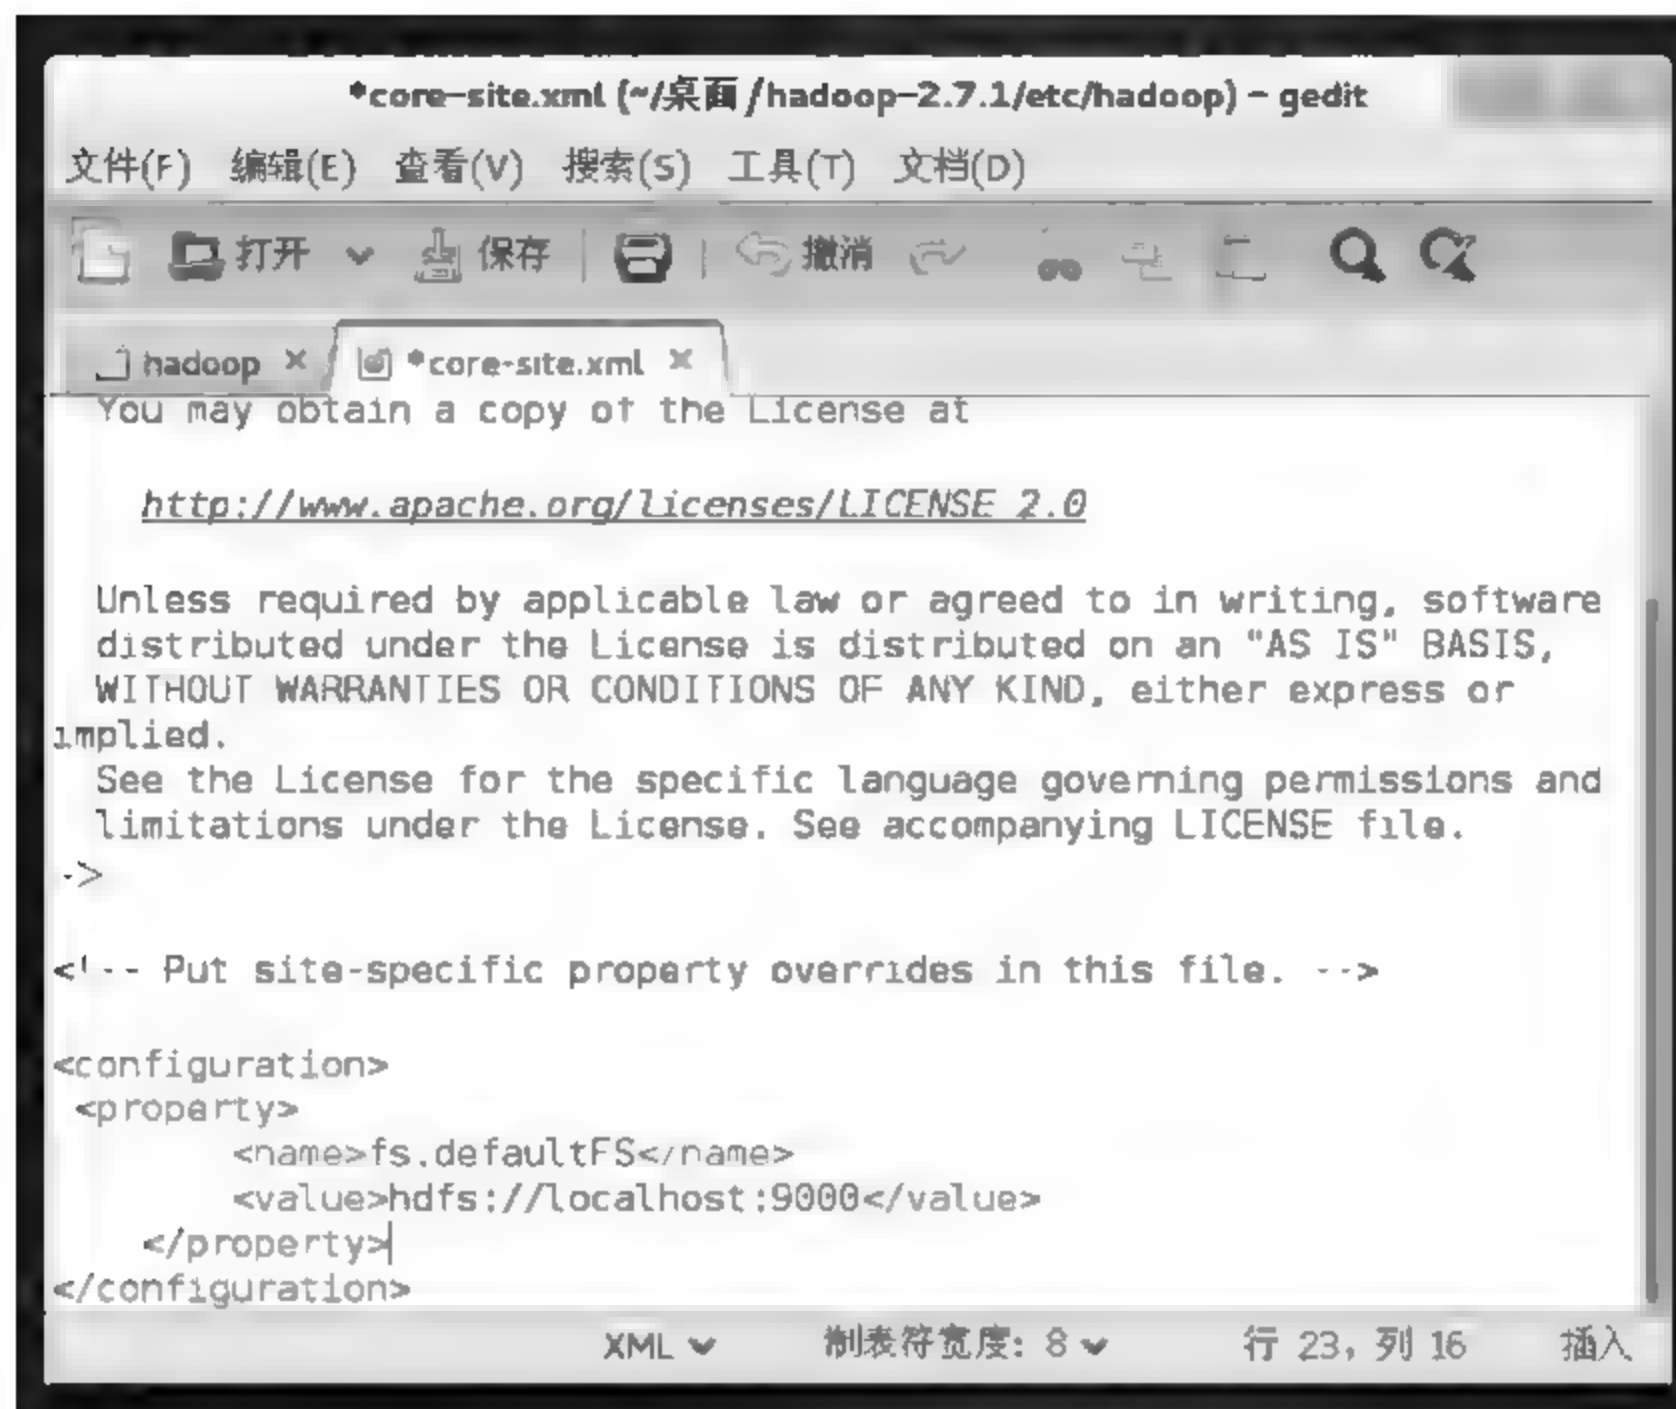 *core-site.xml (~/桌面/hadoop-2.7.1/etc/hadoop) - gedit
文件(F) 编辑(E) 查看(V) 搜索(S) 工具(T) 文档(D)
打开 保存 撤消
hadoop × *core-site.xml ×
You may obtain a copy of the License at
http://www.apache.org/licenses/LICENSE 2.0
Unless required by applicable law or agreed to in writing, software
distributed under the License is distributed on an "AS IS" BASIS,
WITHOUT WARRANTIES OR CONDITIONS OF ANY KIND, either express or
implied.
See the License for the specific language governing permissions and
limitations under the License. See accompanying LICENSE file.
->
<!-- Put site-specific property overrides in this file. -->
<configuration>
<property>
<name>fs.defaultFS</name>
<value>hdfs://localhost:9000</value>
</property>
</configuration>
XML 制表符宽度: 8 行 23, 列 16 插入